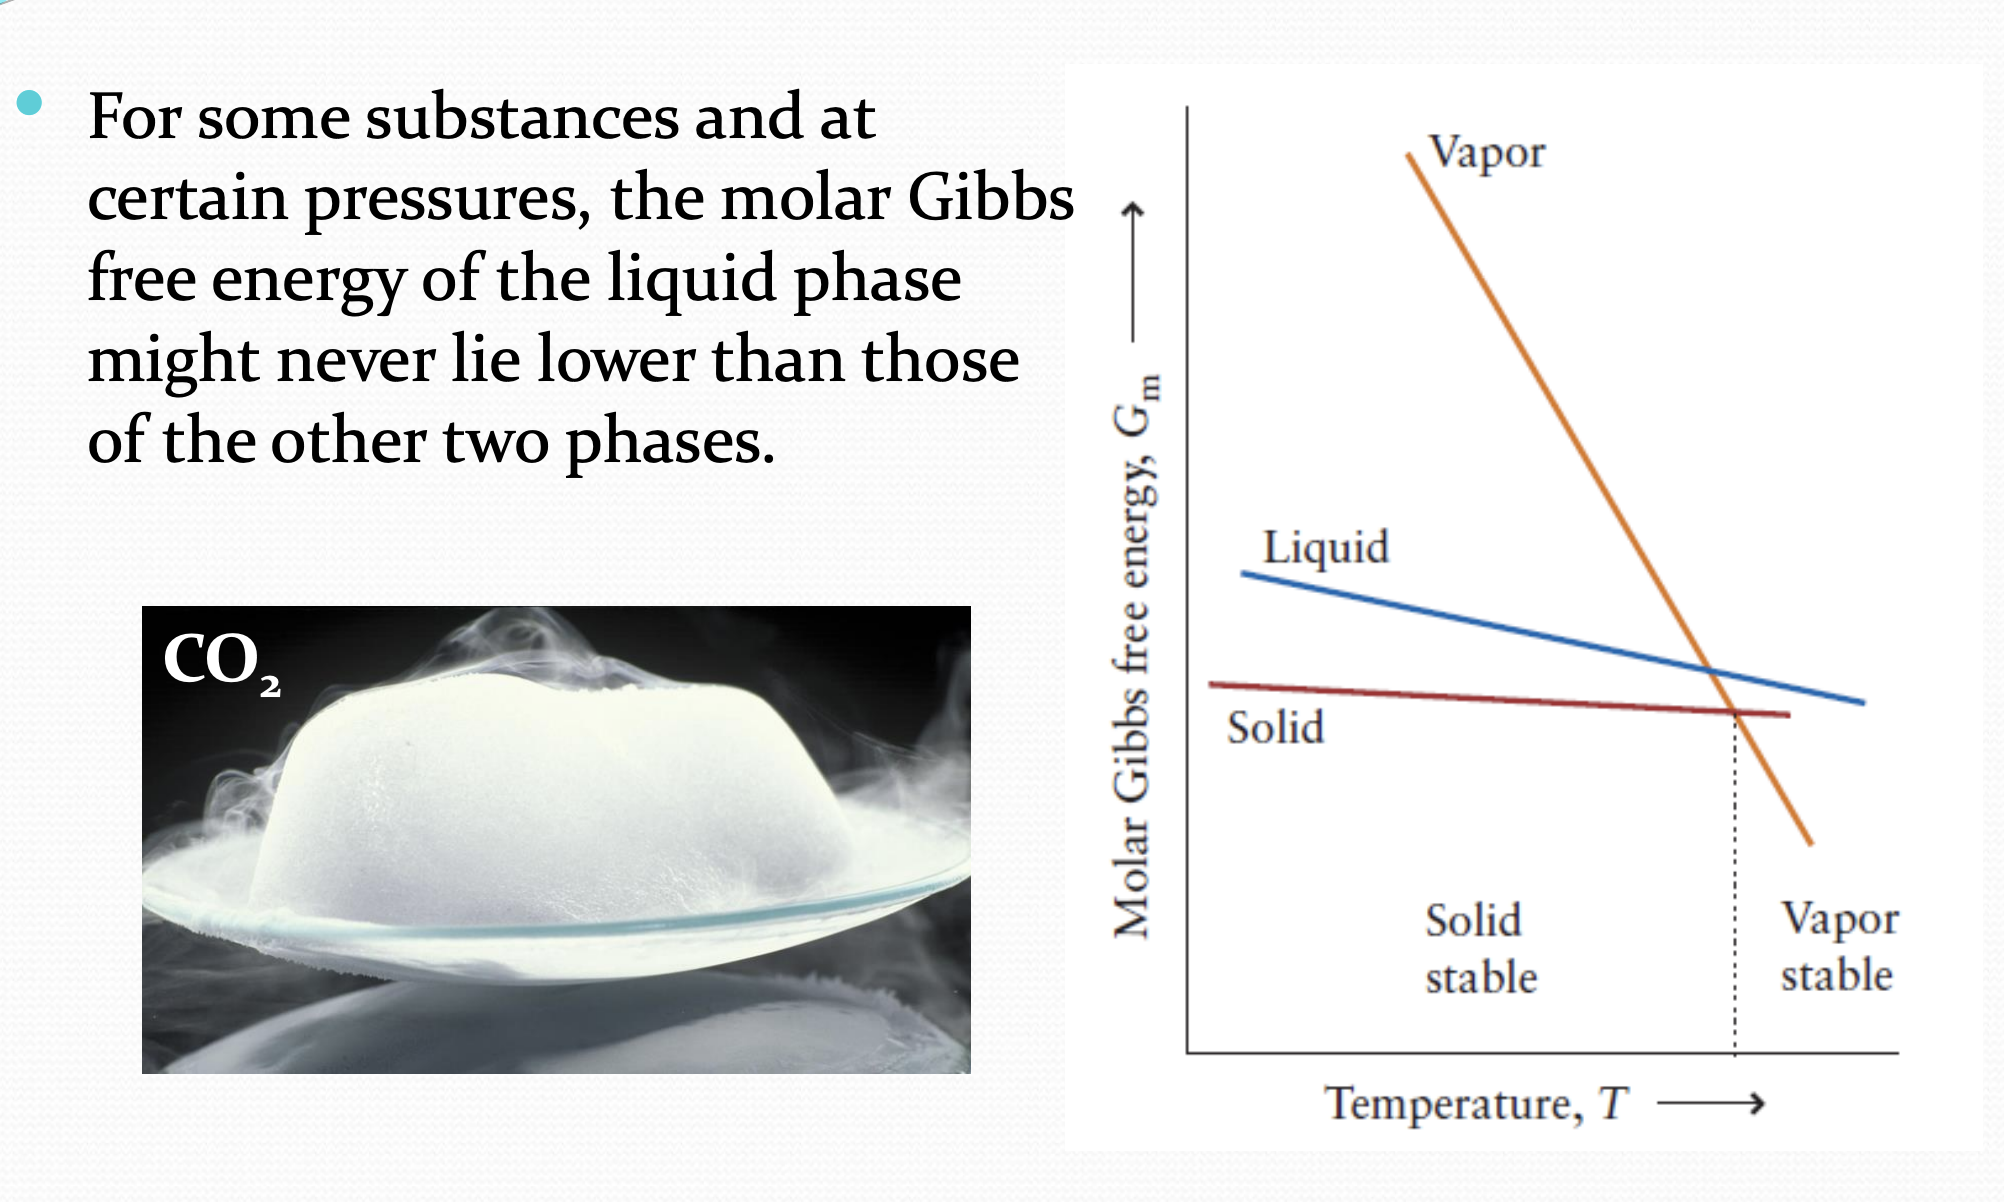 For some substances and at
certain pressures, the molar Gibbs
free energy of the liquid phase
might never lie lower than those
of the other two phases.
CO₂
Vapor
Liquid
Solid
Solid
stable
Vapor
stable
Molar Gibbs free energy, Gₘ
Temperature, T